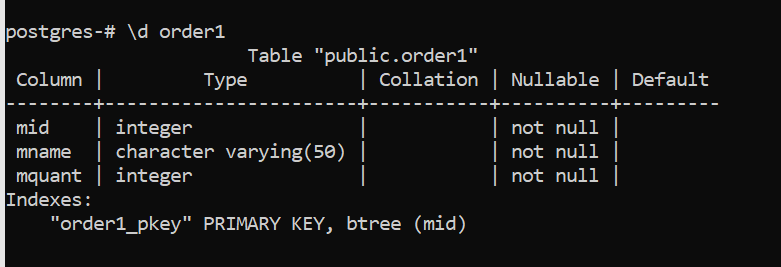 postgres-# \d order1
                      Table "public.order1"
 Column |         Type          | Collation | Nullable | Default
--------+-----------------------+-----------+----------+---------
 mid    | integer               |           | not null |
 mname  | character varying(50) |           | not null |
 mquant | integer               |           | not null |
Indexes:
    "order1_pkey" PRIMARY KEY, btree (mid)